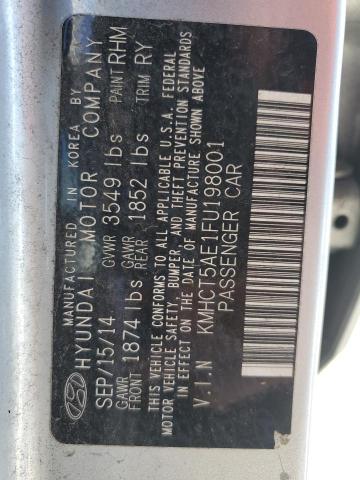 MANUFACTURED IN KOREA BY
HYUNDAI MOTOR COMPANY
SEP/15/14 GVWR 3549 lbs PAINT RHM
GAWR FRONT 1874 lbs GAWR REAR 1852 lbs TRIM RY
THIS VEHICLE CONFORMS TO ALL APPLICABLE U.S.A. FEDERAL
MOTOR VEHICLE SAFETY, BUMPER, AND THEFT PREVENTION
STANDARDS IN EFFECT ON THE DATE OF MANUFACTURE SHOWN ABOVE
V.I.N KMHCT5AE1FU198001
PASSENGER CAR